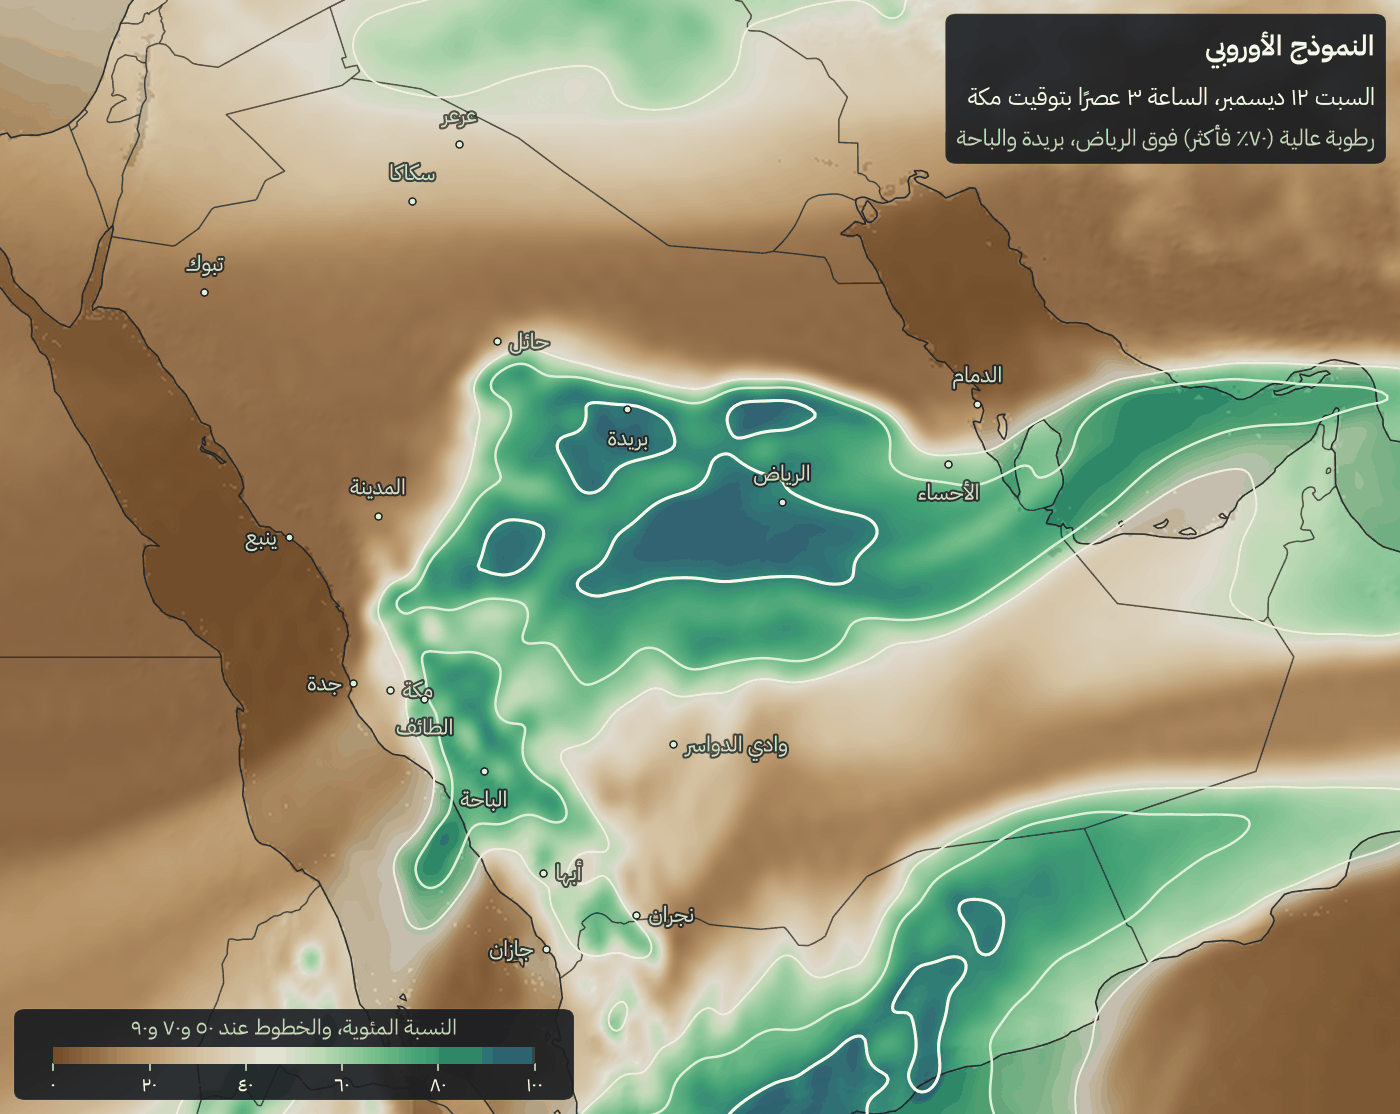 النموذج الأوروبي
السبت ١٢ ديسمبر، الساعة ٣ عصرًا بتوقيت مكة
رطوبة عالية (٧٠٪ فأكثر) فوق الرياض، بريدة والباحة
عرعر
سكاكا
تبوك
حائل
الدمام
بريدة
الرياض
الأحساء
المدينة
ينبع
جدة
مكة
الطائف
وادي الدواسر
الباحة
أبها
نجران
جازان
النسبة المئوية، والخطوط عند ٥٠ و٧٠ و٩٠
٠ ٢٠ ٤٠ ٦٠ ٨٠ ١٠٠